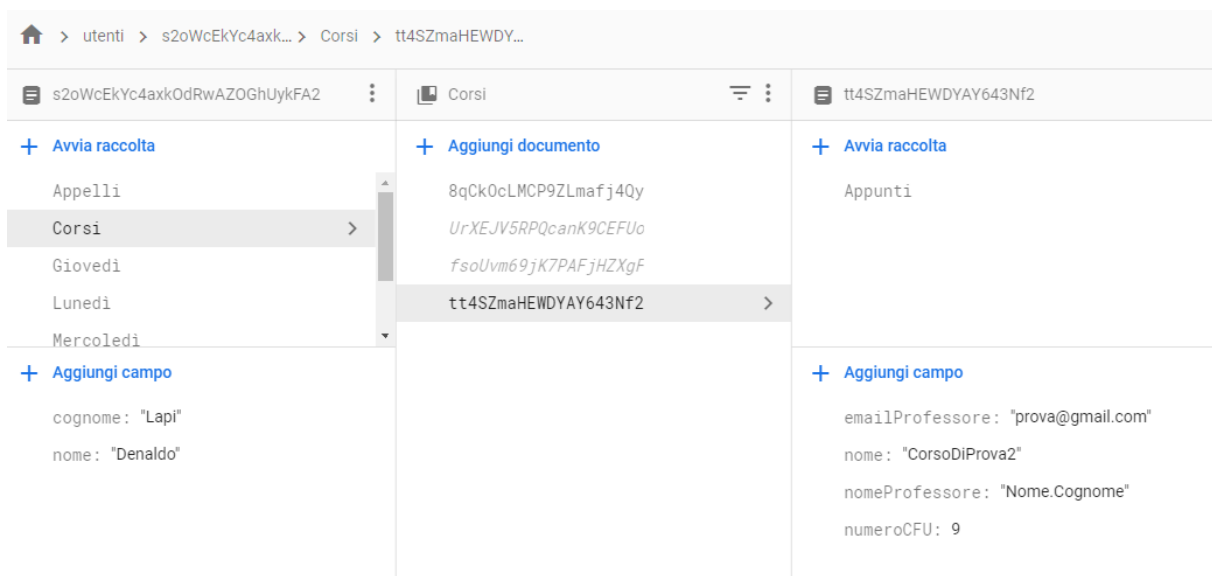 > utenti > s2oWcEkYc4axk... > Corsi > tt4SZmaHEWDY...
s2oWcEkYc4axkOdRwAZOGhUykFA2
Corsi
tt4SZmaHEWDYAY643Nf2
+ Avvia raccolta
Appelli
Corsi >
Giovedì
Lunedì
Mercoledì
+ Aggiungi campo
cognome: "Lapi"
nome: "Denaldo"
+ Aggiungi documento
8qCkOcLMCP9ZLmafj4Qy
UrXEJV5RPQcanK9CEFUo
fsoUvm69jK7PAFjHZXgF
tt4SZmaHEWDYAY643Nf2 >
+ Avvia raccolta
Appunti
+ Aggiungi campo
emailProfessore: "prova@gmail.com"
nome: "CorsoDiProva2"
nomeProfessore: "Nome.Cognome"
numeroCFU: 9